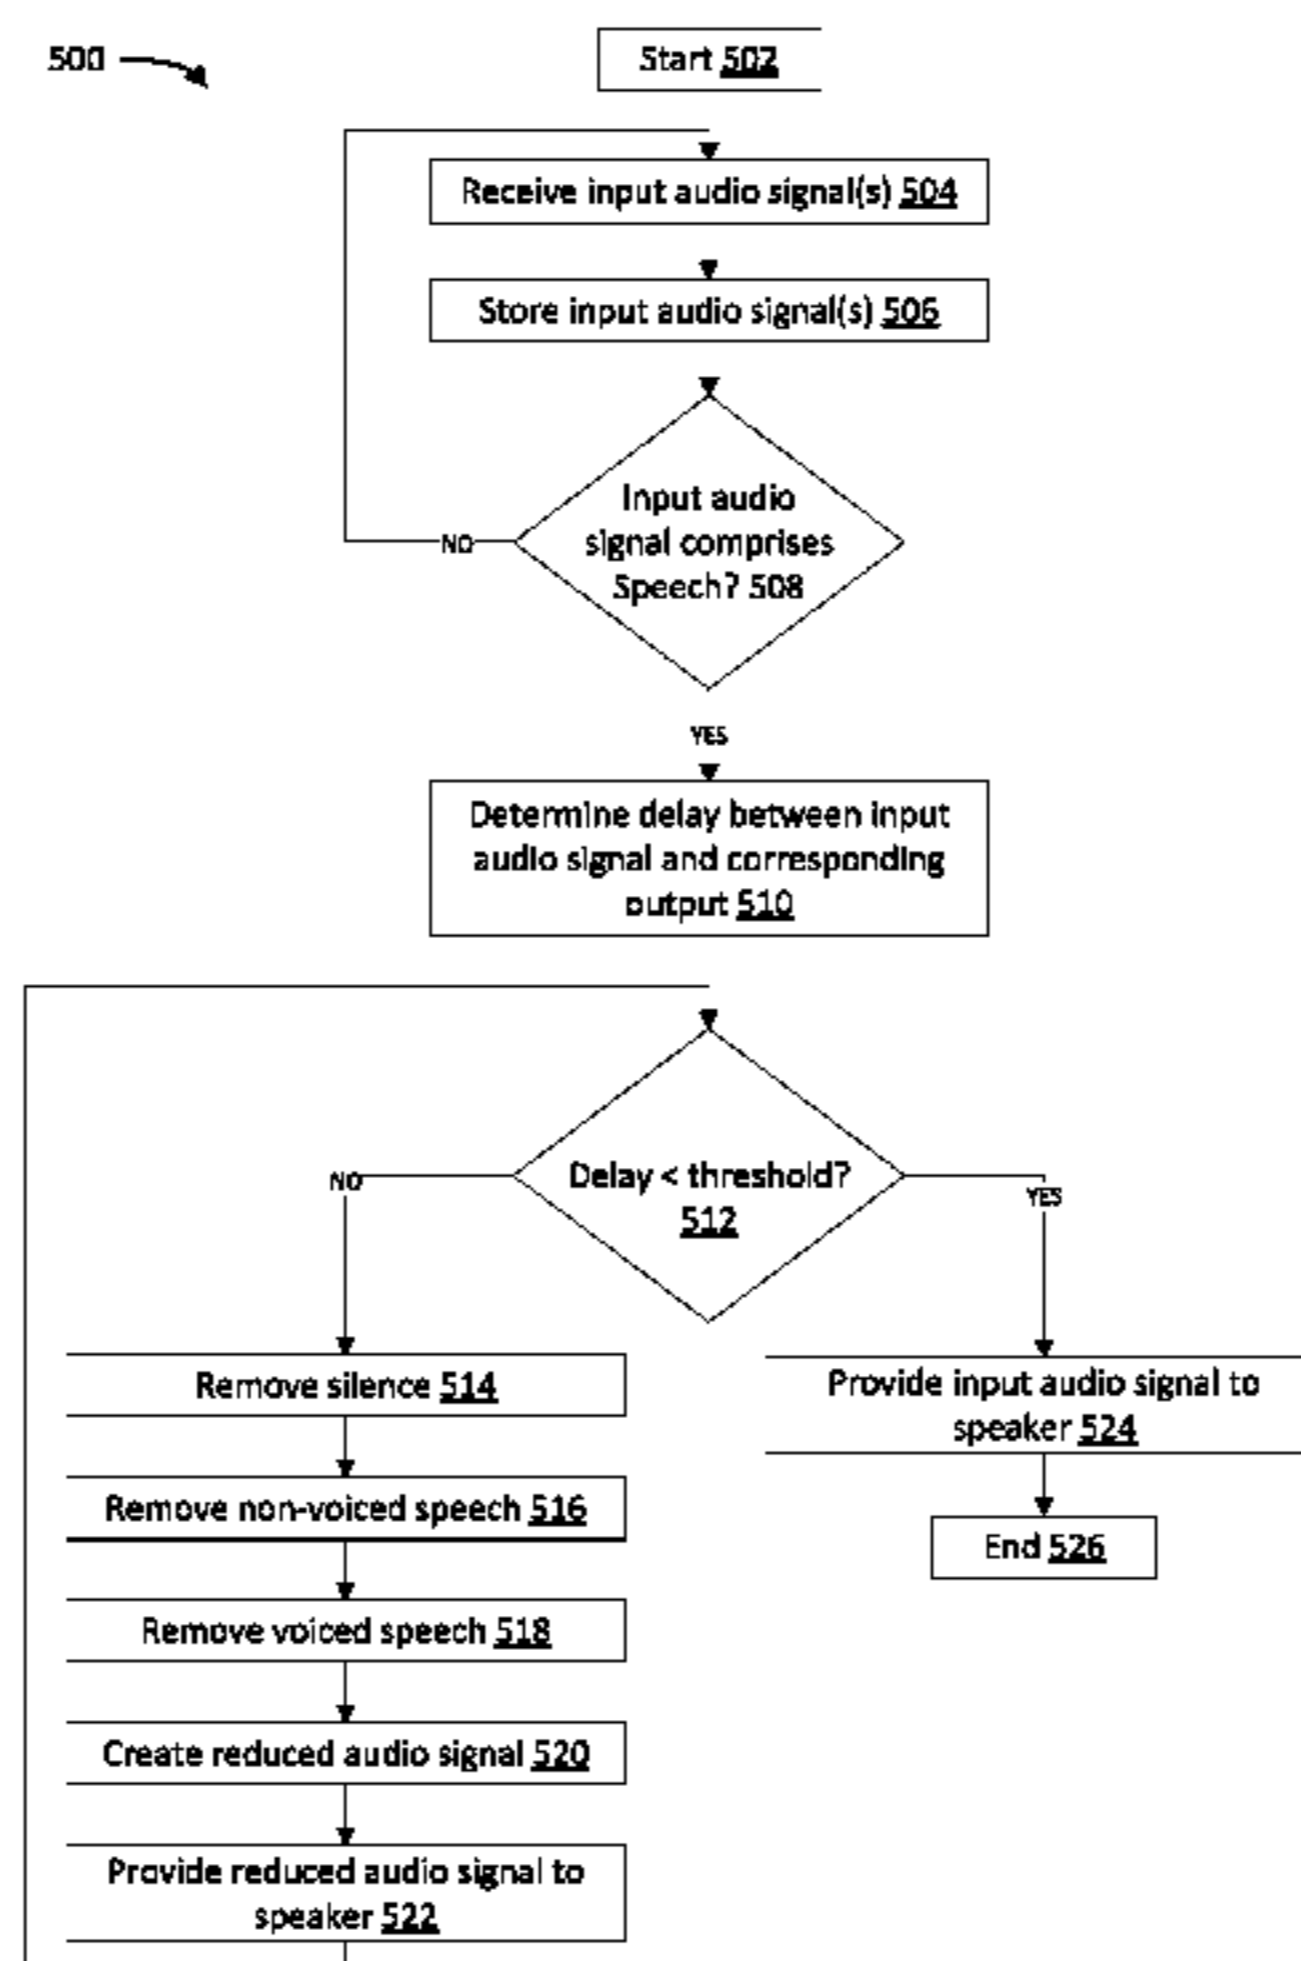 500
Start 502
Receive input audio signal(s) 504
Store input audio signal(s) 506
Input audio
signal comprises
Speech? 508
NO
YES
Determine delay between input
audio signal and corresponding
output 510
Delay < threshold?
512
NO
YES
Remove silence 514
Remove non-voiced speech 516
Remove voiced speech 518
Create reduced audio signal 520
Provide reduced audio signal to
speaker 522
Provide input audio signal to
speaker 524
End 526